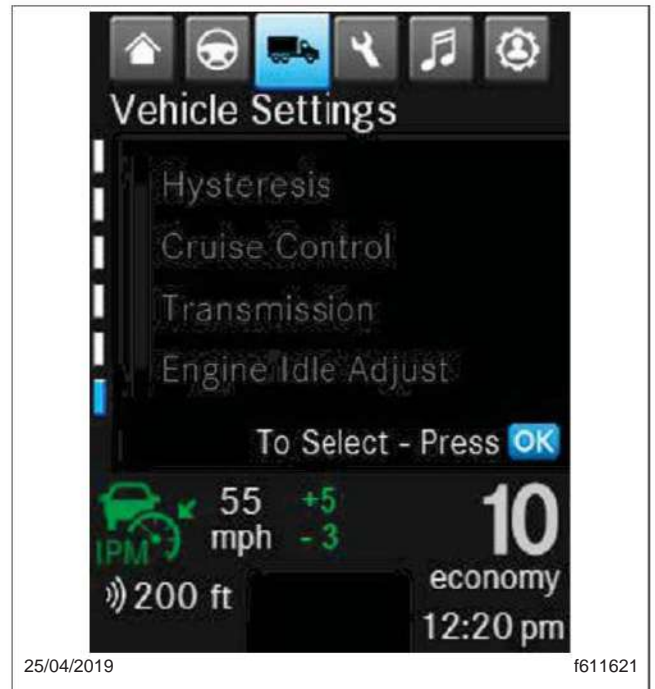 Vehicle Settings
Hysteresis
Cruise Control
Transmission
Engine Idle Adjust
To Select - Press OK
55 +5
mph - 3
IPM
10
economy
200 ft
12:20 pm
25/04/2019 f611621